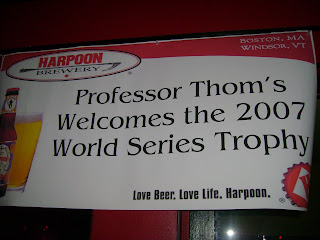 HARPOON
BREWERY
BOSTON, MA
WINDSOR, VT
Professor Thom's
Welcomes the 2007
World Series Trophy
Love Beer. Love Life. Harpoon.
®